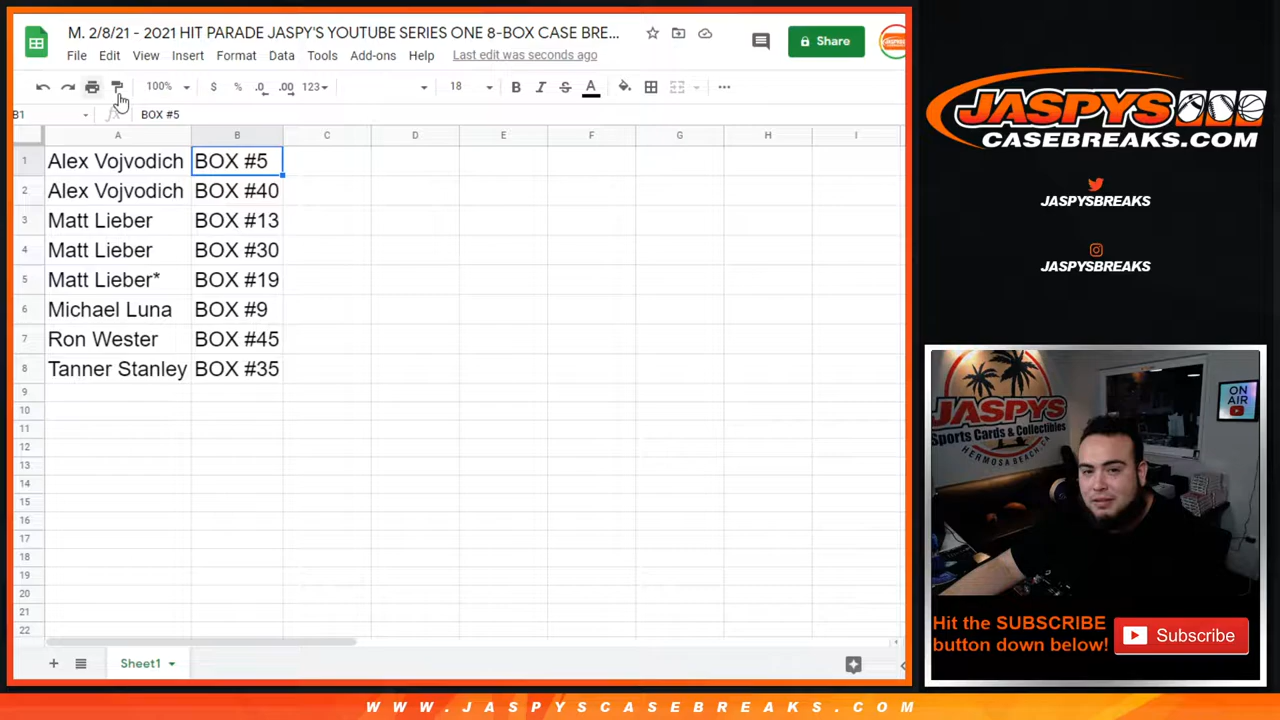 M. 2/8/21 - 2021 HIT PARADE JASPY'S YOUTUBE SERIES ONE 8-BOX CASE BRE...
Share
File Edit View Insert Format Data Tools Add-ons Help Last edit was seconds ago
100% $ % .0 .00 123 18 B I S A
B1 fx BOX #5
A B C D E F G H I
1 Alex Vojvodich BOX #5
2 Alex Vojvodich BOX #40
3 Matt Lieber BOX #13
4 Matt Lieber BOX #30
5 Matt Lieber* BOX #19
6 Michael Luna BOX #9
7 Ron Wester BOX #45
8 Tanner Stanley BOX #35
9
10
11
12
13
14
15
16
17
18
19
20
21
22
Sheet1
JASPYS
CASEBREAKS.COM
JASPYSBREAKS
JASPYSBREAKS
JASPYS
Sports Cards & Collectibles
HERMOSA BEACH, CA
ON
AIR
Hit the SUBSCRIBE
button down below!
Subscribe
WWW.JASPYSCASEBREAKS.COM